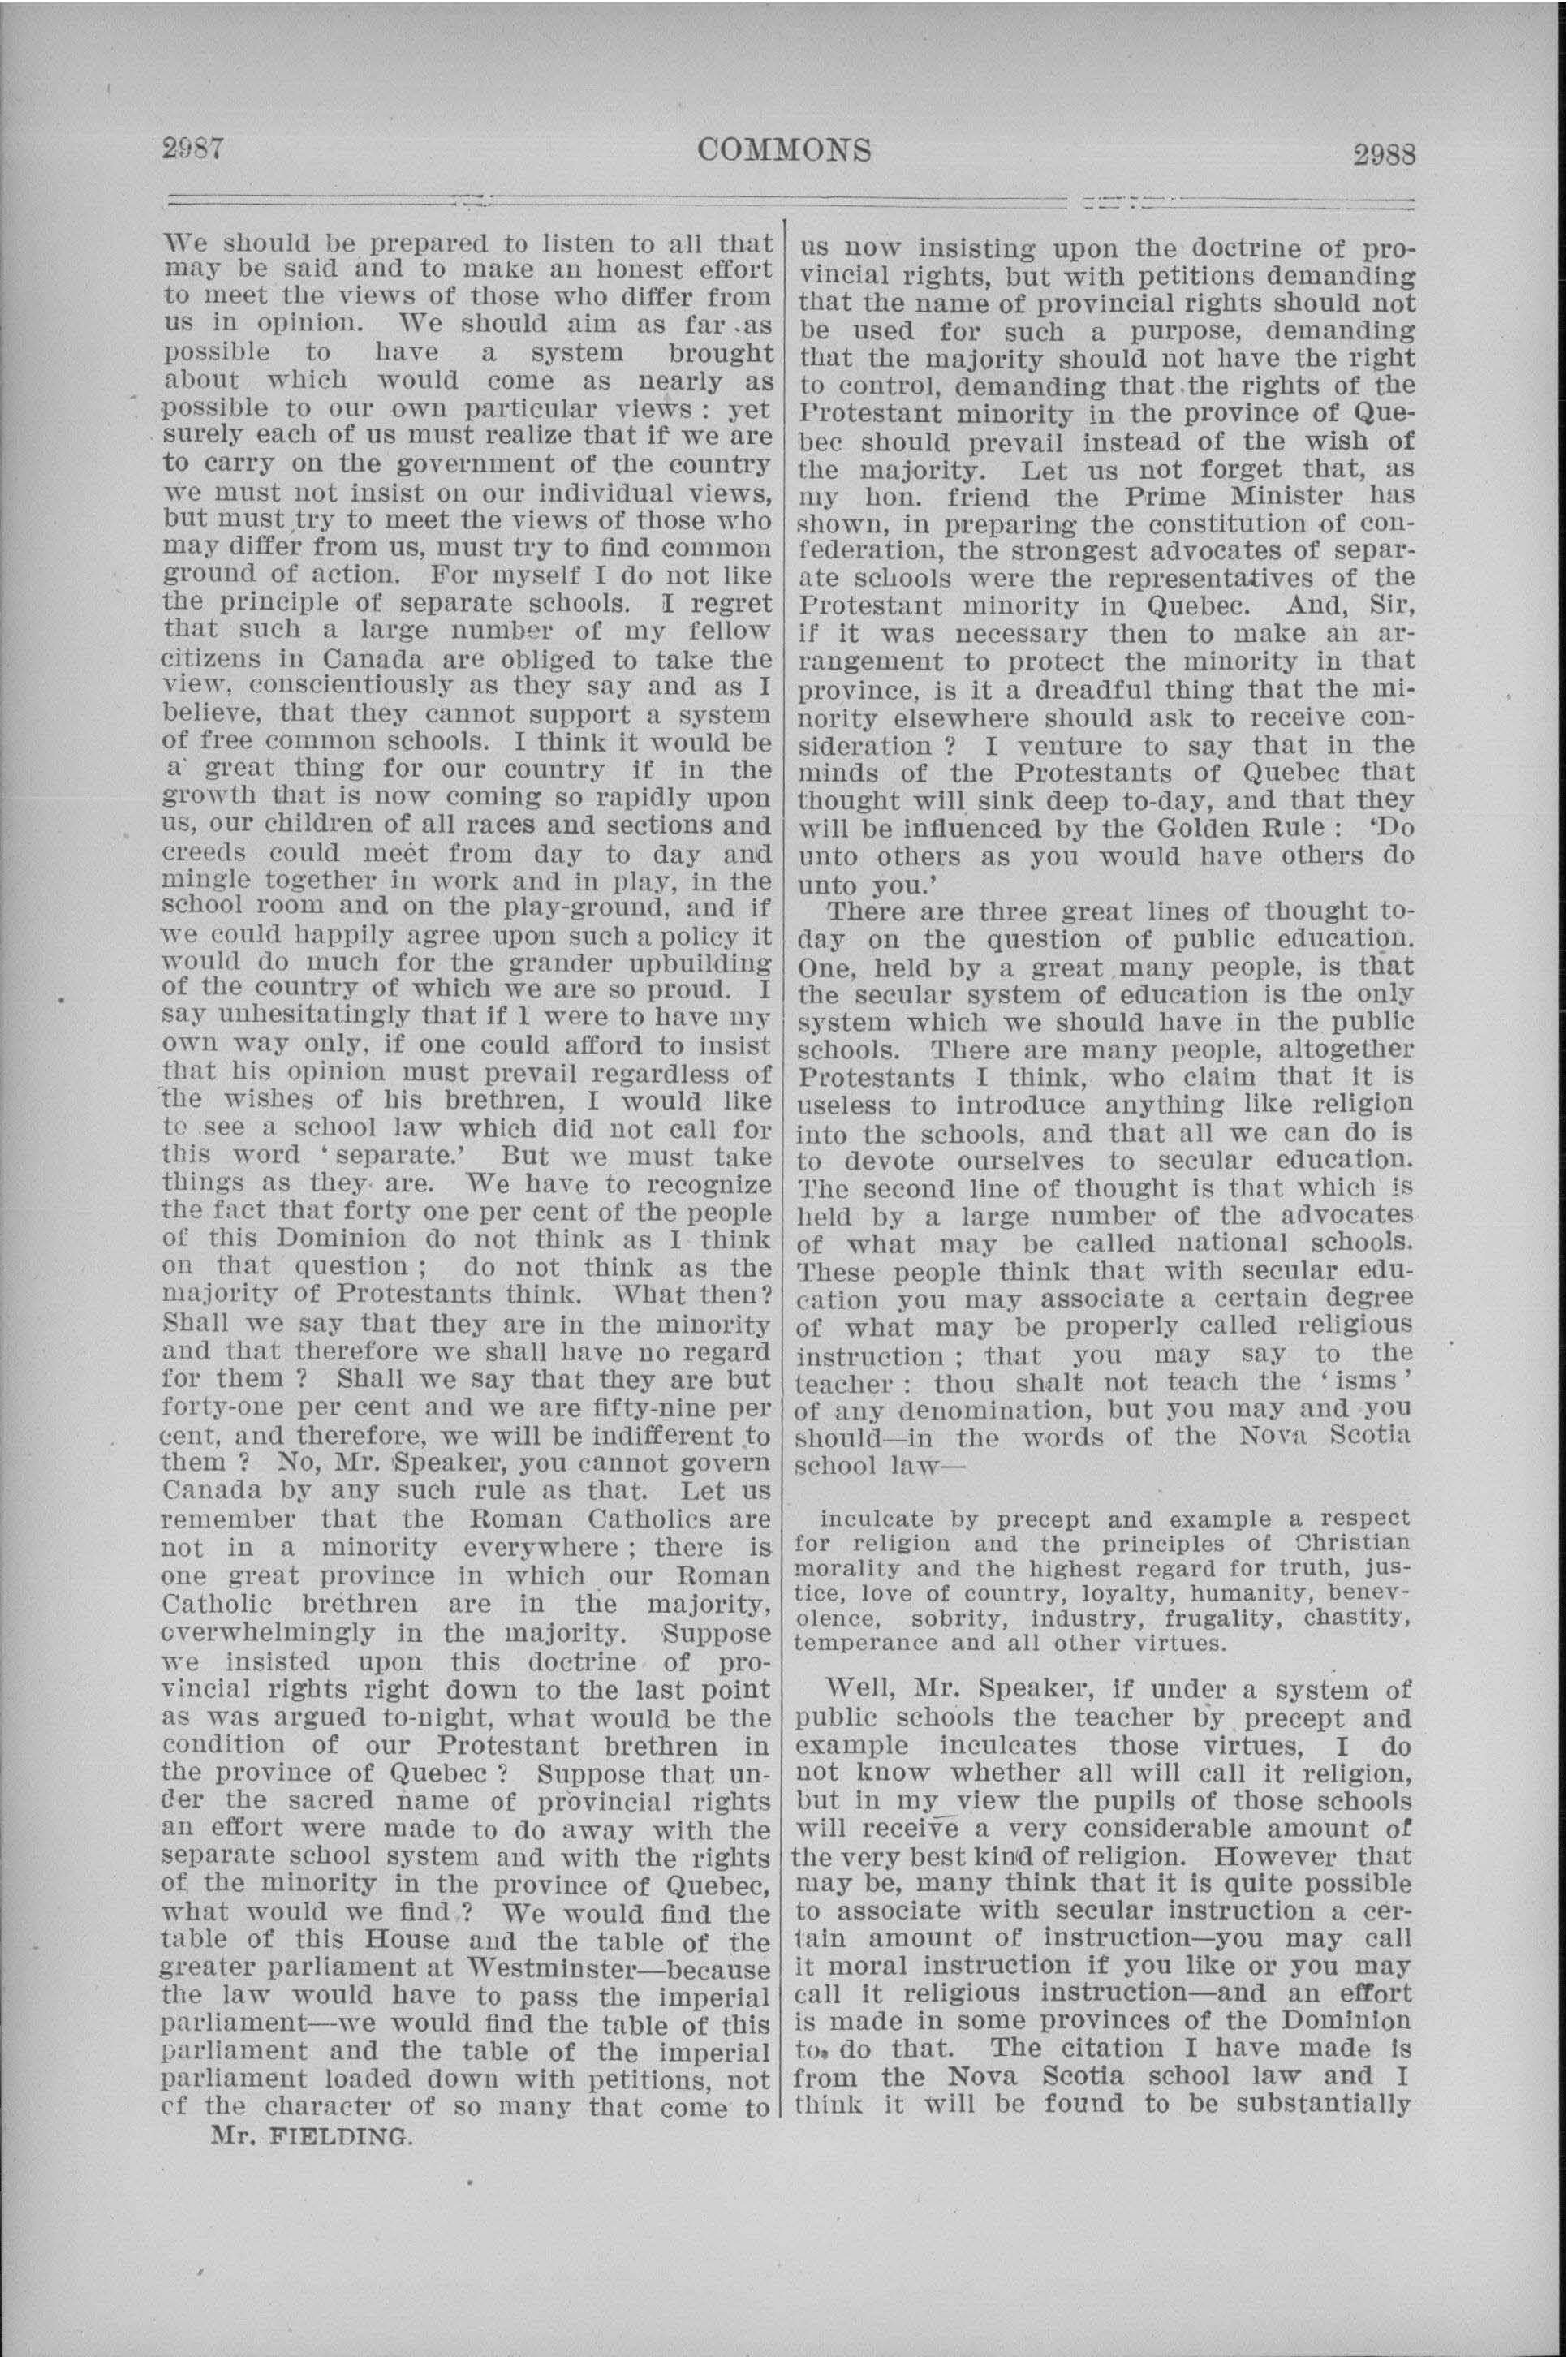 2987
COMMONS
2988
We should be prepared to listen to all that
may be said and to make an honest effort
to meet the views of those who differ from
us in opinion. We should aim as far as
possible to have a system brought
about which would come as nearly as
possible to our own particular views : yet
surely each of us must realize that if we are
to carry on the government of the country
we must not insist on our individual views,
but must try to meet the views of those who
may differ from us, must try to find common
ground of action. For myself I do not like
the principle of separate schools. I regret
that such a large number of my fellow
citizens in Canada are obliged to take the
view, conscientiously as they say and as I
believe, that they cannot support a system
of free common schools. I think it would be
a great thing for our country if in the
growth that is now coming so rapidly upon
us, our children of all races and sections and
creeds could meet from day to day and
mingle together in work and in play, in the
school room and on the play-ground, and if
we could happily agree upon such a policy it
would do much for the grander upbuilding
of the country of which we are so proud. I
say unhesitatingly that if I were to have my
own way only, if one could afford to insist
that his opinion must prevail regardless of
the wishes of his brethren, I would like
to see a school law which did not call for
this word ' separate.' But we must take
things as they are. We have to recognize
the fact that forty one per cent of the people
of this Dominion do not think as I think
on that question ; do not think as the
majority of Protestants think. What then?
Shall we say that they are in the minority
and that therefore we shall have no regard
for them ? Shall we say that they are but
forty-one per cent and we are fifty-nine per
cent, and therefore, we will be indifferent to
them ? No, Mr. Speaker, you cannot govern
Canada by any such rule as that. Let us
remember that the Roman Catholics are
not in a minority everywhere ; there is
one great province in which our Roman
Catholic brethren are in the majority,
overwhelmingly in the majority. Suppose
we insisted upon this doctrine of pro-
vincial rights right down to the last point
as was argued to-night, what would be the
condition of our Protestant brethren in
the province of Quebec ? Suppose that un-
der the sacred name of provincial rights
an effort were made to do away with the
separate school system and with the rights
of the minority in the province of Quebec,
what would we find ? We would find the
table of this House and the table of the
greater parliament at Westminster—because
the law would have to pass the imperial
parliament—we would find the table of this
parliament and the table of the imperial
parliament loaded down with petitions, not
of the character of so many that come to
Mr. FIELDING.
us now insisting upon the doctrine of pro-
vincial rights, but with petitions demanding
that the name of provincial rights should not
be used for such a purpose, demanding
that the majority should not have the right
to control, demanding that the rights of the
Protestant minority in the province of Que-
bec should prevail instead of the wish of
the majority. Let us not forget that, as
my hon. friend the Prime Minister has
shown, in preparing the constitution of con-
federation, the strongest advocates of separ-
ate schools were the representatives of the
Protestant minority in Quebec. And, Sir,
if it was necessary then to make an ar-
rangement to protect the minority in that
province, is it a dreadful thing that the mi-
nority elsewhere should ask to receive con-
sideration ? I venture to say that in the
minds of the Protestants of Quebec that
thought will sink deep to-day, and that they
will be influenced by the Golden Rule : 'Do
unto others as you would have others do
unto you.'
There are three great lines of thought to-
day on the question of public education.
One, held by a great many people, is that
the secular system of education is the only
system which we should have in the public
schools. There are many people, altogether
Protestants I think, who claim that it is
useless to introduce anything like religion
into the schools, and that all we can do is
to devote ourselves to secular education.
The second line of thought is that which is
held by a large number of the advocates
of what may be called national schools.
These people think that with secular edu-
cation you may associate a certain degree
of what may be properly called religious
instruction ; that you may say to the
teacher : thou shalt not teach the ' isms '
of any denomination, but you may and you
should—in the words of the Nova Scotia
school law—
inculcate by precept and example a respect
for religion and the principles of Christian
morality and the highest regard for truth, jus-
tice, love of country, loyalty, humanity, benev-
olence, sobrity, industry, frugality, chastity,
temperance and all other virtues.
Well, Mr. Speaker, if under a system of
public schools the teacher by precept and
example inculcates those virtues, I do
not know whether all will call it religion,
but in my view the pupils of those schools
will receive a very considerable amount of
the very best kind of religion. However that
may be, many think that it is quite possible
to associate with secular instruction a cer-
tain amount of instruction—you may call
it moral instruction if you like or you may
call it religious instruction—and an effort
is made in some provinces of the Dominion
to do that. The citation I have made is
from the Nova Scotia school law and I
think it will be found to be substantially